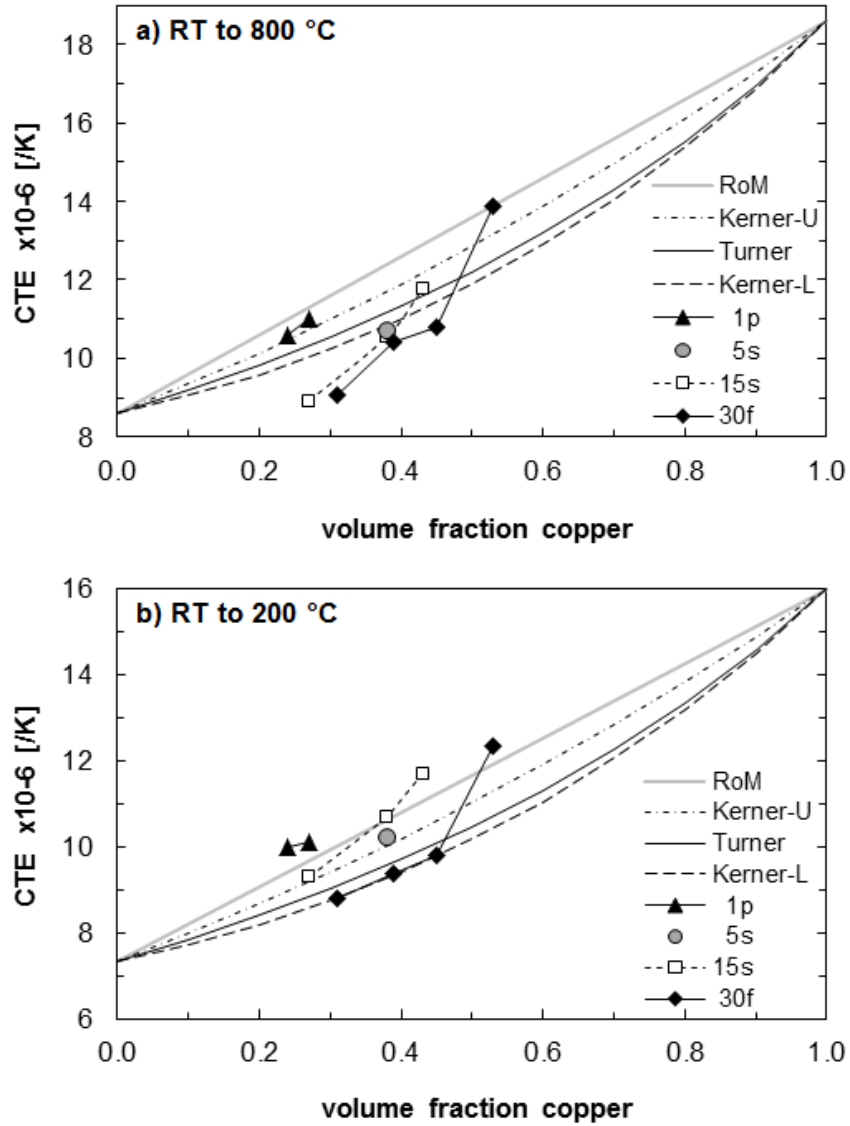 a) RT to 800 °C
18
16
14
12
10
8
CTE x10-6 [/K]
RoM
Kerner-U
Turner
Kerner-L
1p
5s
15s
30f
0.0 0.2 0.4 0.6 0.8 1.0
volume fraction copper
b) RT to 200 °C
16
14
12
10
8
6
CTE x10-6 [/K]
RoM
Kerner-U
Turner
Kerner-L
1p
5s
15s
30f
0.0 0.2 0.4 0.6 0.8 1.0
volume fraction copper